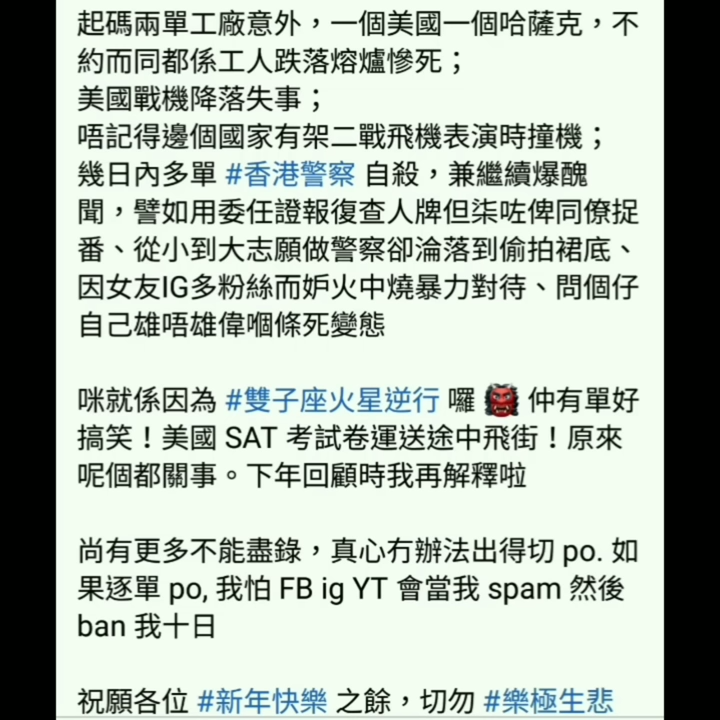 起碼兩單工廠意外，一個美國一個哈薩克，不
約而同都係工人跌落熔爐慘死；
美國戰機降落失事；
唔記得邊個國家有架二戰飛機表演時撞機；
幾日內多單 #香港警察 自殺，兼繼續爆醜
聞，譬如用委任證報復查人牌但柒咗俾同僚捉
番、從小到大志願做警察卻淪落到偷拍裙底、
因女友IG多粉絲而妒火中燒暴力對待、問個仔
自己雄唔雄偉嗰條死變態
咪就係因為 #雙子座火星逆行 囉 👹 仲有單好
搞笑！美國 SAT 考試卷運送途中飛街！原來
呢個都關事。下年回顧時我再解釋啦
尚有更多不能盡錄，真心冇辦法出得切 po. 如
果逐單 po, 我怕 FB ig YT 會當我 spam 然後
ban 我十日
祝願各位 #新年快樂 之餘，切勿 #樂極生悲